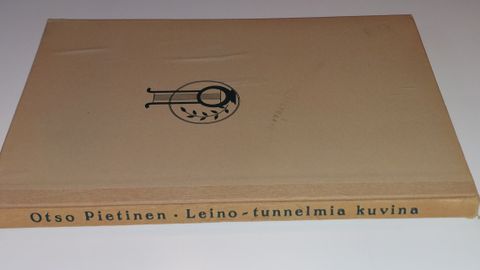 Otso Pietinen · Leino-tunnelmia kuvina